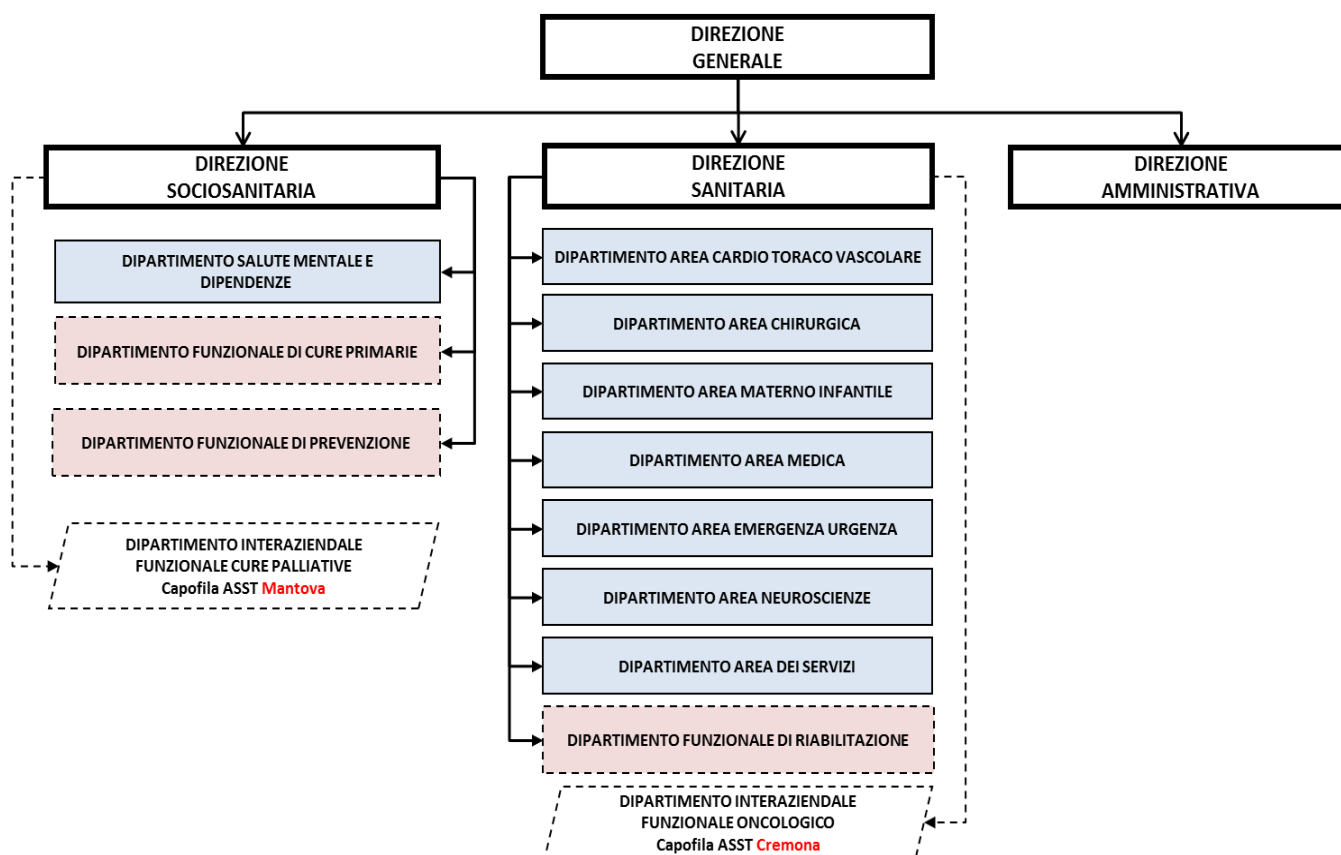 DIREZIONE
GENERALE
DIREZIONE
SOCIOSANITARIA
DIREZIONE
SANITARIA
DIREZIONE
AMMINISTRATIVA
DIPARTIMENTO SALUTE MENTALE E
DIPENDENZE
DIPARTIMENTO FUNZIONALE DI CURE PRIMARIE
DIPARTIMENTO FUNZIONALE DI PREVENZIONE
DIPARTIMENTO INTERAZIENDALE
FUNZIONALE CURE PALLIATIVE
Capofila ASST Mantova
DIPARTIMENTO AREA CARDIO TORACO VASCOLARE
DIPARTIMENTO AREA CHIRURGICA
DIPARTIMENTO AREA MATERNO INFANTILE
DIPARTIMENTO AREA MEDICA
DIPARTIMENTO AREA EMERGENZA URGENZA
DIPARTIMENTO AREA NEUROSCIENZE
DIPARTIMENTO AREA DEI SERVIZI
DIPARTIMENTO FUNZIONALE DI RIABILITAZIONE
DIPARTIMENTO INTERAZIENDALE
FUNZIONALE ONCOLOGICO
Capofila ASST Cremona